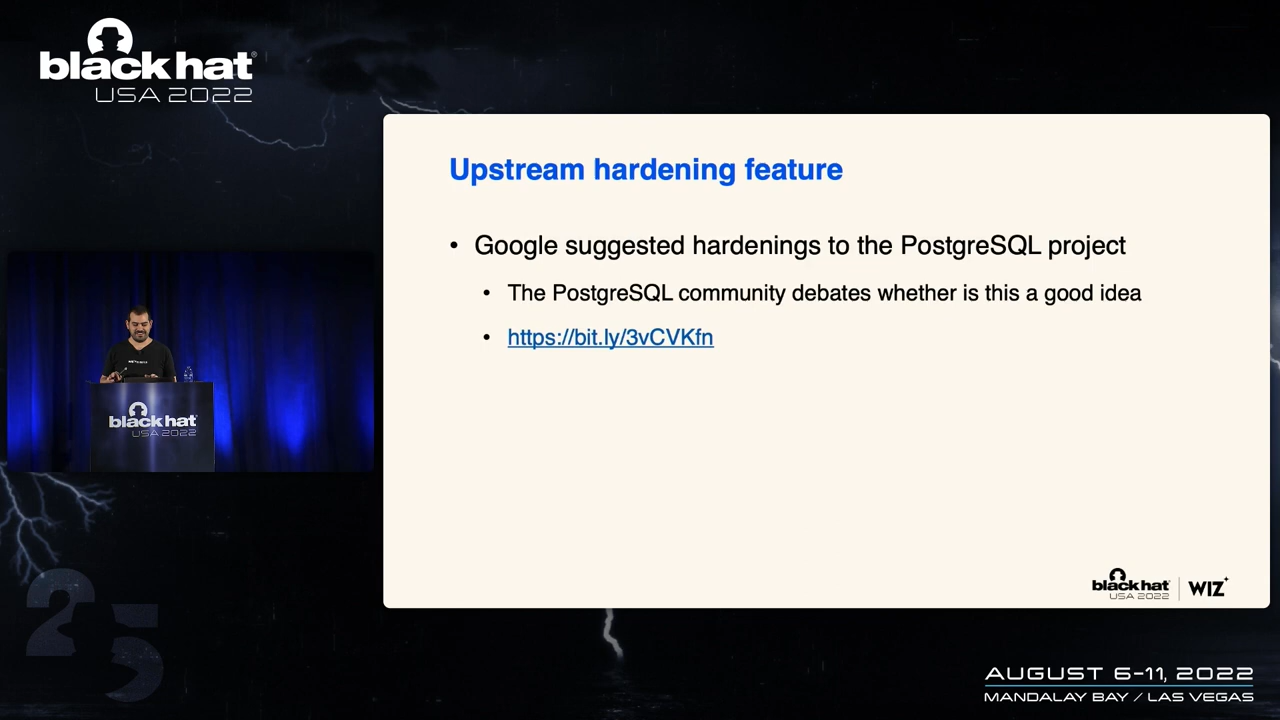 black hat
USA 2022
Upstream hardening feature
• Google suggested hardenings to the PostgreSQL project
• The PostgreSQL community debates whether is this a good idea
• https://bit.ly/3vCVKfn
black hat
USA 2022
black hat
USA 2022
WIZ
25
AUGUST 6-11, 2022
MANDALAY BAY / LAS VEGAS